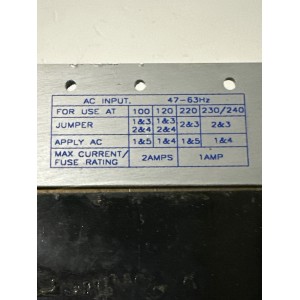 AC INPUT, 47-63Hz
FOR USE AT 100 120 220 230/240
JUMPER 1&3 1&3 2&3 2&3
2&4 2&4
APPLY AC 1&5 1&4 1&5 1&4
MAX CURRENT/ 2AMPS 1AMP
FUSE RATING